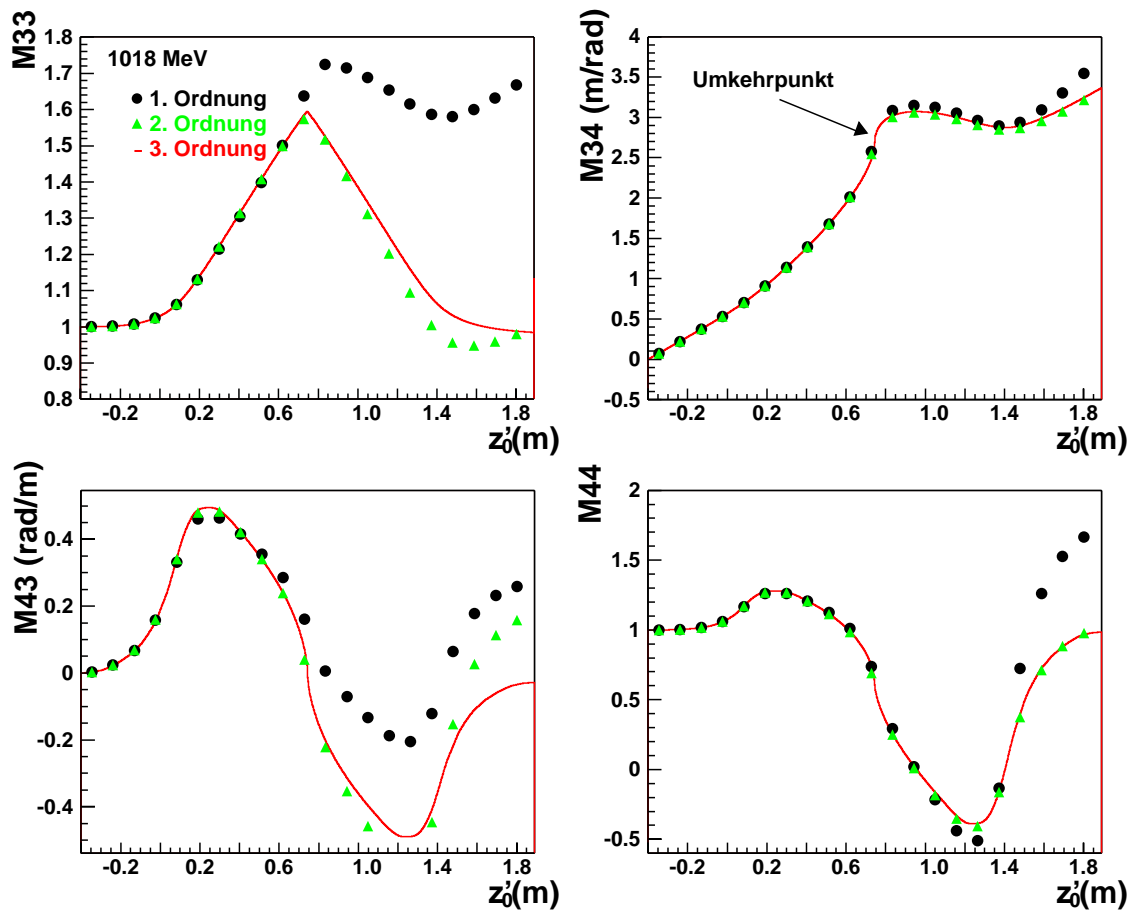 M33
1.8
1.7
1.6
1.5
1.4
1.3
1.2
1.1
1
0.9
0.8
1018 MeV
1. Ordnung
2. Ordnung
3. Ordnung
-0.2 0.2 0.6 1.0 1.4 1.8
z₀'(m)
M34 (m/rad)
4
3.5
3
2.5
2
1.5
1
0.5
0
-0.5
Umkehrpunkt
-0.2 0.2 0.6 1.0 1.4 1.8
z₀'(m)
M43 (rad/m)
0.4
0.2
0
-0.2
-0.4
-0.2 0.2 0.6 1.0 1.4 1.8
z₀'(m)
M44
2
1.5
1
0.5
0
-0.5
-0.2 0.2 0.6 1.0 1.4 1.8
z₀'(m)